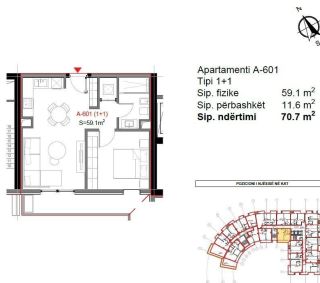 N
S
Apartamenti A-601
Tipi 1+1
Sip. fizike 59.1 m²
Sip. përbashkët 11.6 m²
Sip. ndërtimi 70.7 m²
A-601 (1+1)
S=59.1m²
POZICIONI I NJËSISË NË KAT